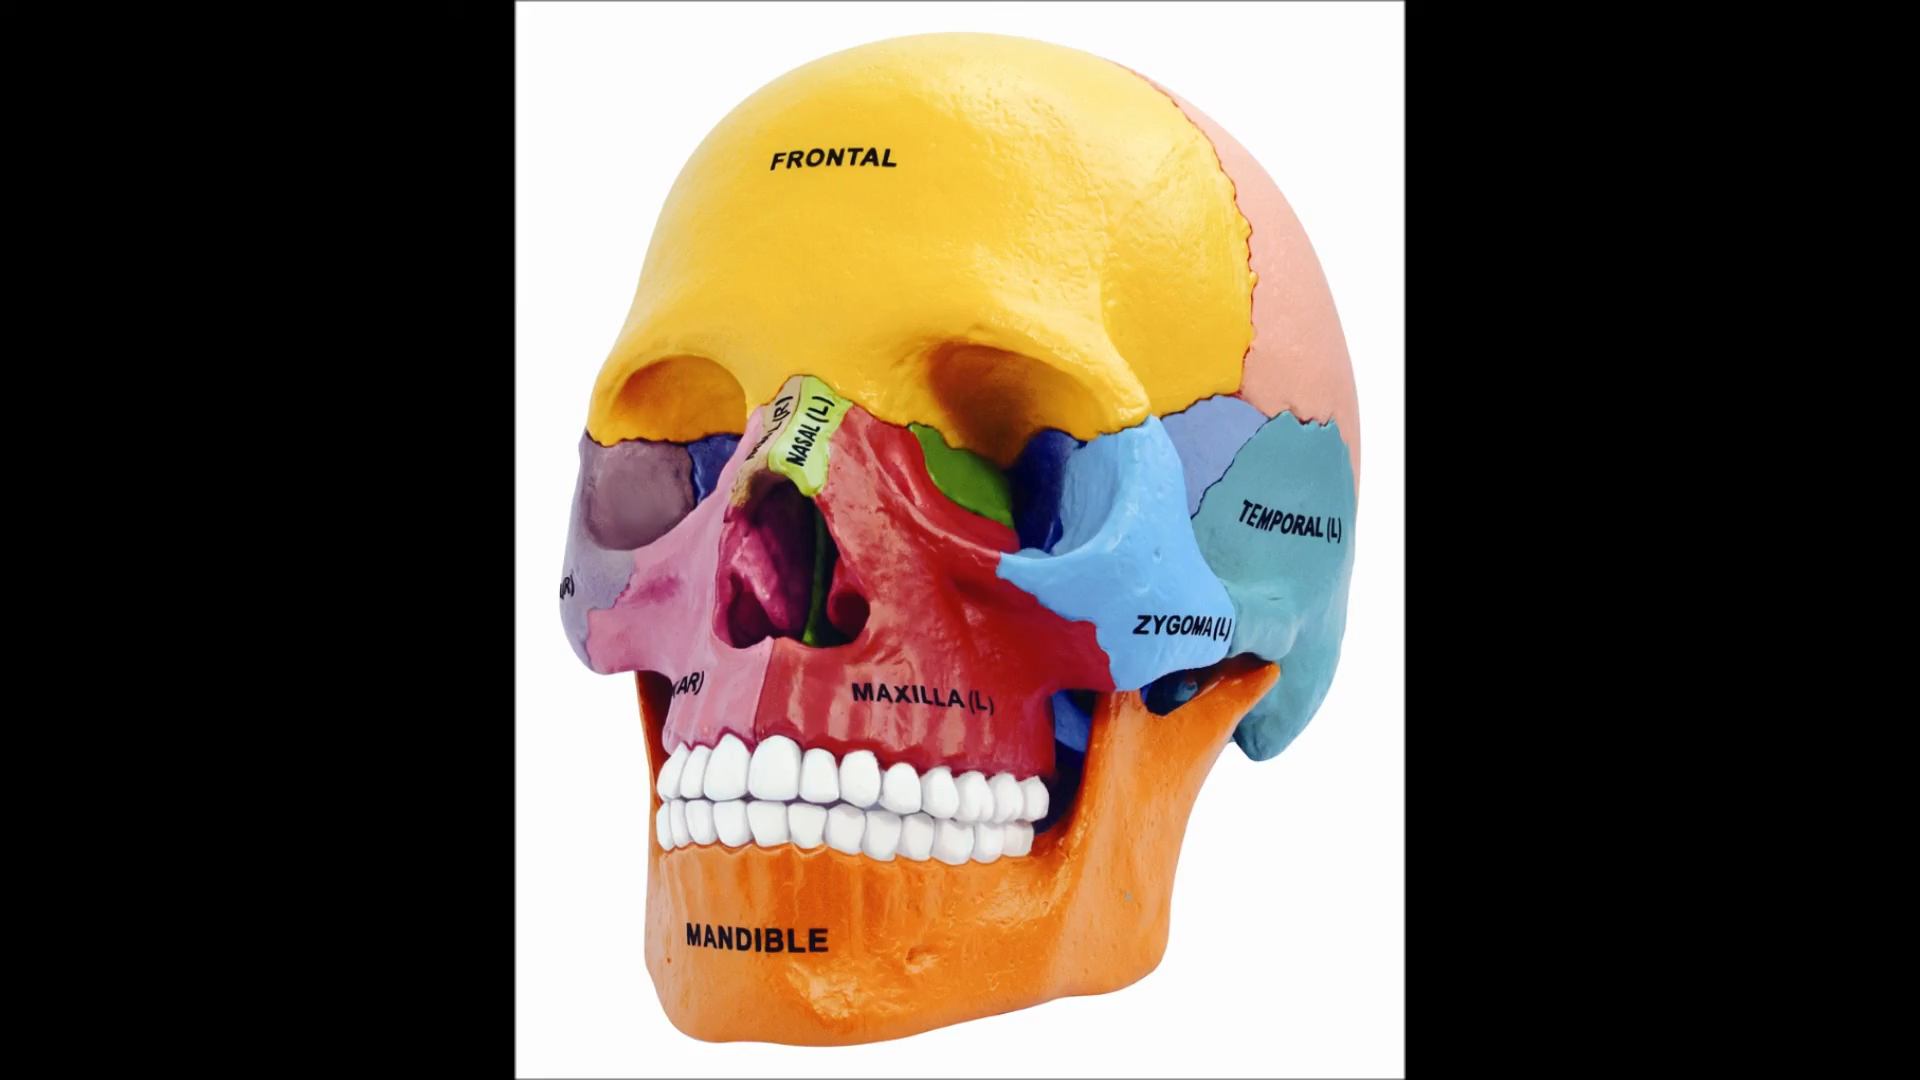 FRONTAL
NASAL (L)
TEMPORAL (L)
(R)
ZYGOMA (L)
MAXILLA (L)
MANDIBLE